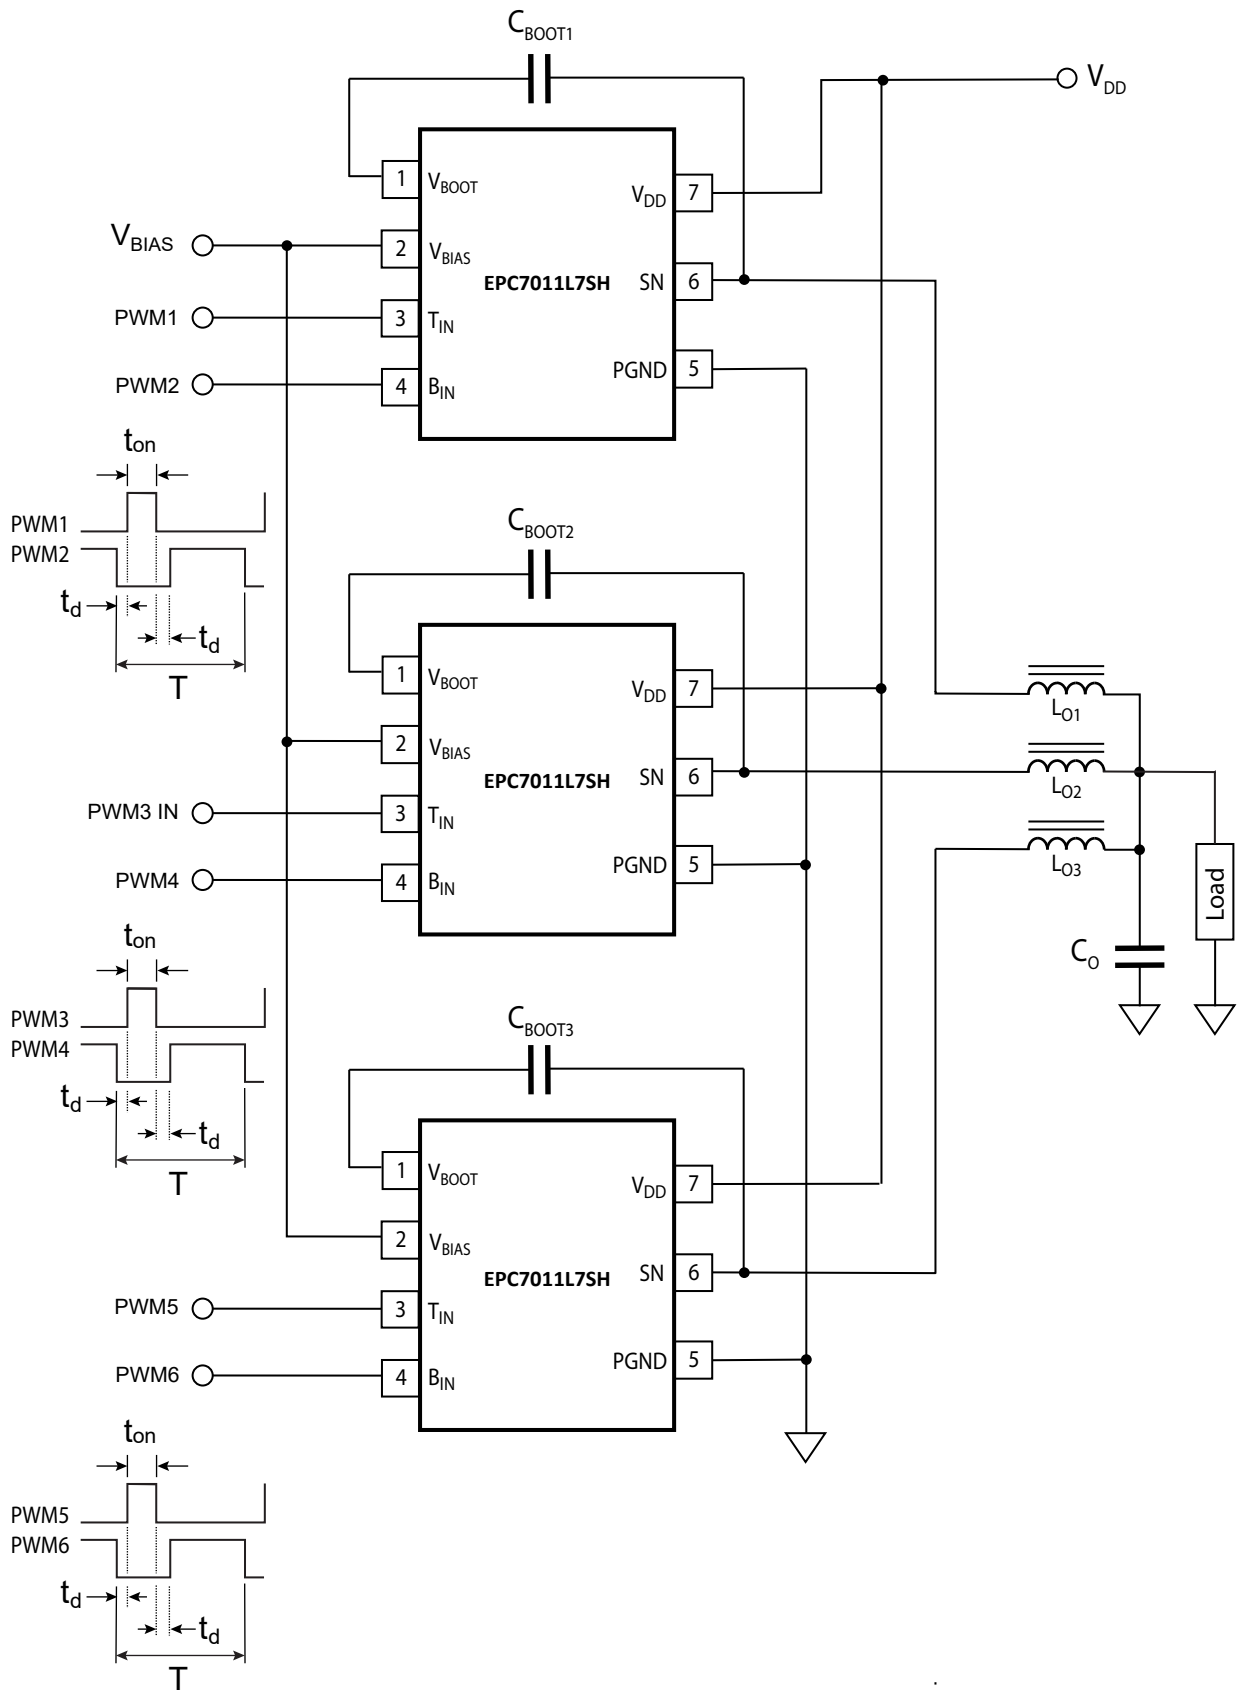 CBOOT1
VDD
1 VBOOT
VDD 7
VBIAS
2 VBIAS
EPC7011L7SH
SN 6
PWM1
3 TIN
PGND 5
PWM2
4 BIN
ton
PWM1
PWM2
td
td
T
CBOOT2
1 VBOOT
VDD 7
2 VBIAS
EPC7011L7SH
SN 6
LO1
LO2
PWM3 IN
3 TIN
PGND 5
PWM4
4 BIN
LO3
Load
CO
ton
PWM3
PWM4
td
td
T
CBOOT3
1 VBOOT
VDD 7
2 VBIAS
EPC7011L7SH
SN 6
PWM5
3 TIN
PGND 5
PWM6
4 BIN
ton
PWM5
PWM6
td
td
T